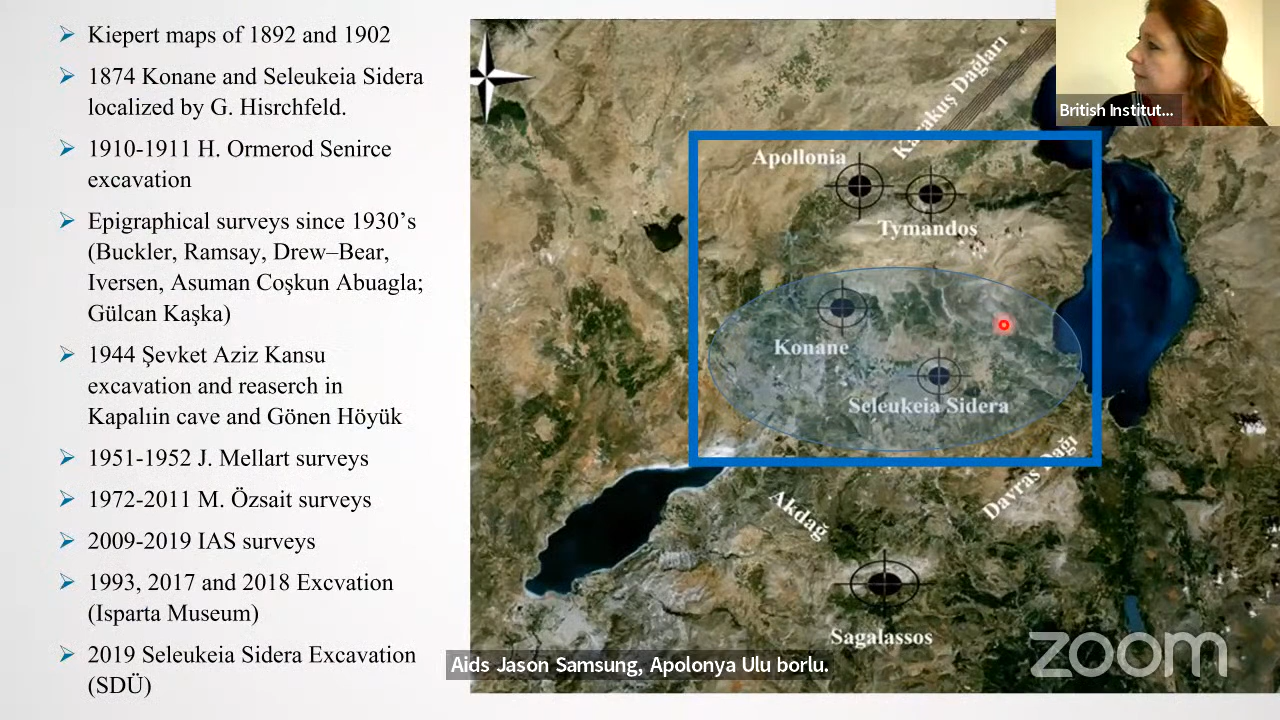 Kiepert maps of 1892 and 1902
1874 Konane and Seleukeia Sidera
localized by G. Hisrchfeld.
1910-1911 H. Ormerod Senirce
excavation
Epigraphical surveys since 1930’s
(Buckler, Ramsay, Drew–Bear,
Iversen, Asuman Coşkun Abuagla;
Gülcan Kaşka)
1944 Şevket Aziz Kansu
excavation and reaserch in
Kapalıin cave and Gönen Höyük
1951-1952 J. Mellart surveys
1972-2011 M. Özsait surveys
2009-2019 IAS surveys
1993, 2017 and 2018 Excvation
(Isparta Museum)
2019 Seleukeia Sidera Excavation
(SDÜ)
Karakuş Dağları
Apollonia
Tymandos
Konane
Seleukeia Sidera
Davras Dağı
Akdağ
Sagalassos
British Institut...
Aids Jason Samsung, Apolonya Ulu borlu.
zoom